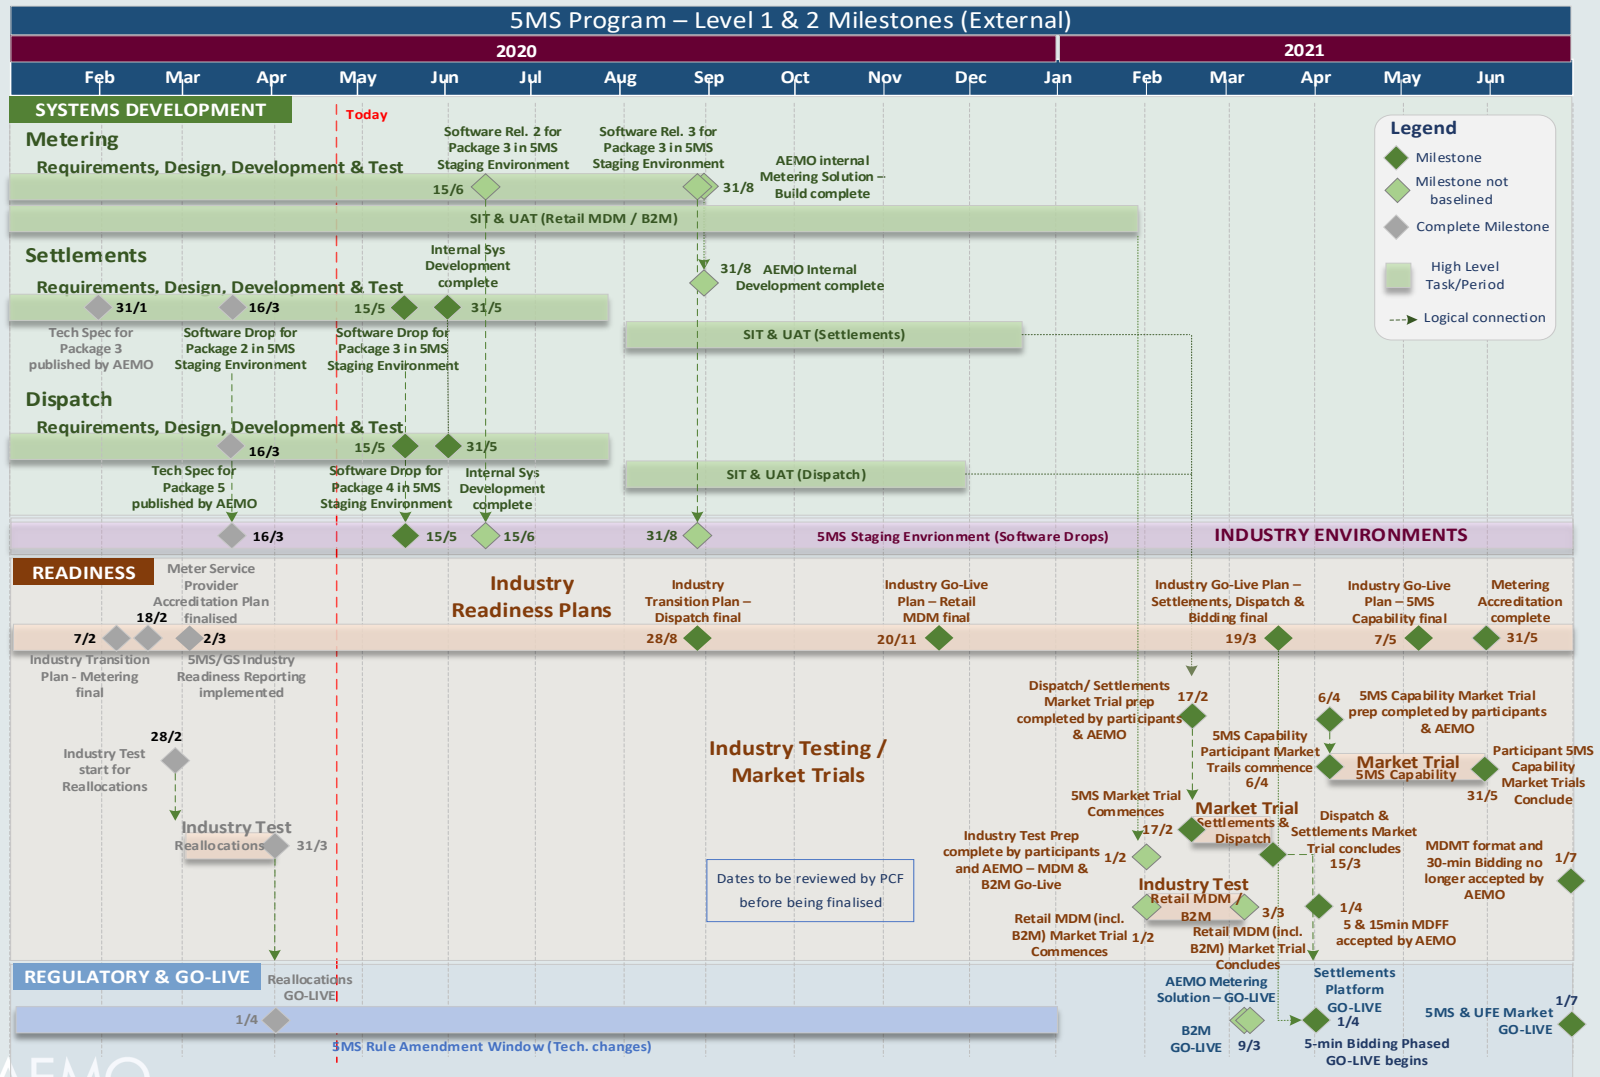 5MS Program – Level 1 & 2 Milestones (External)
2020
2021
Feb Mar Apr May Jun Jul Aug Sep Oct Nov Dec Jan Feb Mar Apr May Jun
SYSTEMS DEVELOPMENT
Today
Metering
Requirements, Design, Development & Test
15/6
Software Rel. 2 for
Package 3 in 5MS
Staging Environment
Software Rel. 3 for
Package 3 in 5MS
Staging Environment
31/8
AEMO internal
Metering Solution –
Build complete
SIT & UAT (Retail MDM / B2M)
Legend
Milestone
Milestone not
baselined
Complete Milestone
High Level
Task/Period
Logical connection
Settlements
Requirements, Design, Development & Test
Internal Sys
Development
complete
31/1
16/3
15/5
31/5
Tech Spec for
Package 3
published by AEMO
Software Drop for
Package 2 in 5MS
Staging Environment
Software Drop for
Package 3 in 5MS
Staging Environment
31/8
AEMO Internal
Development complete
SIT & UAT (Settlements)
Dispatch
Requirements, Design, Development & Test
16/3
15/5
31/5
Tech Spec for
Package 5
published by AEMO
Software Drop for
Package 4 in 5MS
Staging Environment
Internal Sys
Development
complete
SIT & UAT (Dispatch)
16/3
15/5
15/6
31/8
5MS Staging Envrionment (Software Drops)
INDUSTRY ENVIRONMENTS
READINESS
Meter Service
Provider
Accreditation Plan
finalised
18/2
7/2
2/3
Industry Transition
Plan - Metering
final
5MS/GS Industry
Readiness Reporting
implemented
Industry
Readiness Plans
Industry
Transition Plan –
Dispatch final
28/8
Industry Go-Live
Plan – Retail
MDM final
20/11
Industry Go-Live Plan –
Settlements, Dispatch &
Bidding final
19/3
Industry Go-Live
Plan – 5MS
Capability final
7/5
Metering
Accreditation
complete
31/5
28/2
Industry Test
start for
Reallocations
Industry Test
Reallocations
31/3
Industry Testing /
Market Trials
Dates to be reviewed by PCF
before being finalised
Dispatch/ Settlements
Market Trial prep
completed by participants
& AEMO
17/2
6/4
5MS Capability Market Trial
prep completed by participants
& AEMO
5MS Capability
Participant Market
Trails commence
6/4
Market Trial
5MS Capability
31/5
Participant 5MS
Capability
Market Trials
Conclude
5MS Market Trial
Commences
17/2
Market Trial
Settlements &
Dispatch
Dispatch &
Settlements Market
Trial concludes
15/3
Industry Test Prep
complete by participants
and AEMO – MDM &
B2M Go-Live
1/2
Industry Test
Retail MDM /
B2M
3/3
Retail MDM (incl.
B2M) Market Trial
Commences
1/2
Retail MDM (incl.
B2M) Market Trial
Concludes
1/4
5 & 15min MDFF
accepted by AEMO
MDMT format and
30-min Bidding no
longer accepted by
AEMO
1/7
REGULATORY & GO-LIVE
Reallocations
GO-LIVE
1/4
5MS Rule Amendment Window (Tech. changes)
AEMO Metering
Solution – GO-LIVE
B2M
GO-LIVE
9/3
Settlements
Platform
GO-LIVE
1/4
5-min Bidding Phased
GO-LIVE begins
5MS & UFE Market
GO-LIVE
1/7
AEMO